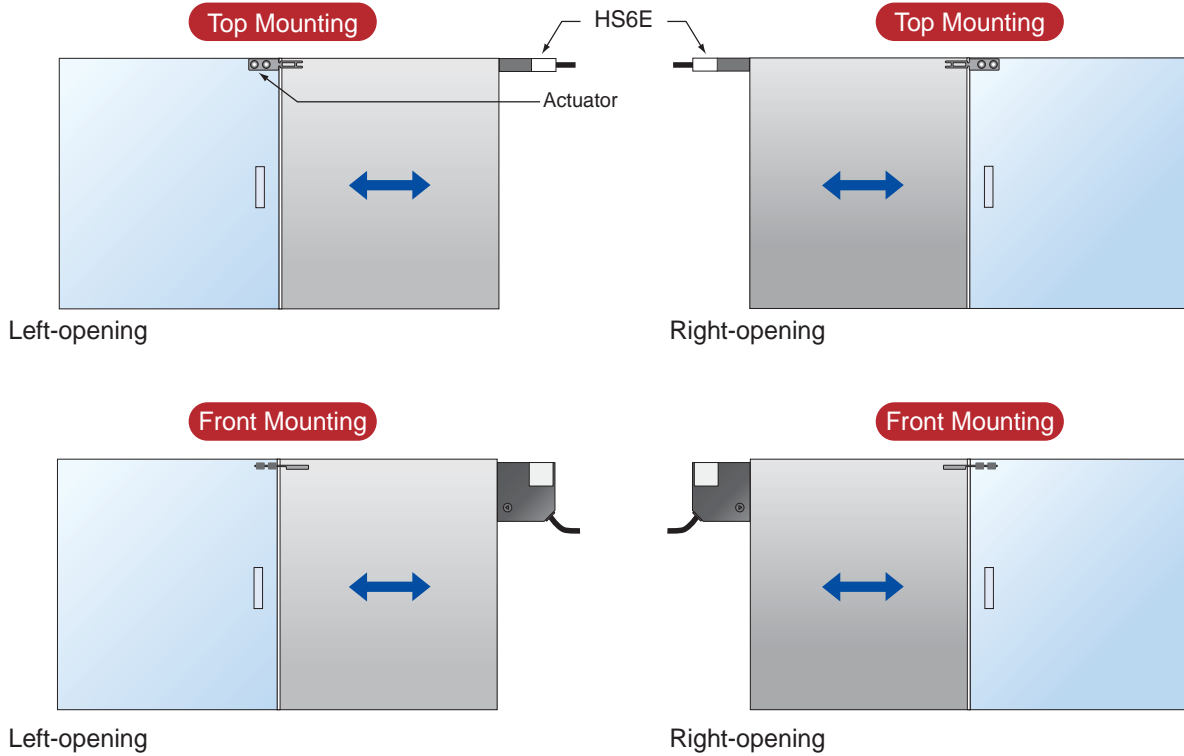 Top Mounting
HS6E
Top Mounting
Actuator
Left-opening
Right-opening
Front Mounting
Front Mounting
Left-opening
Right-opening